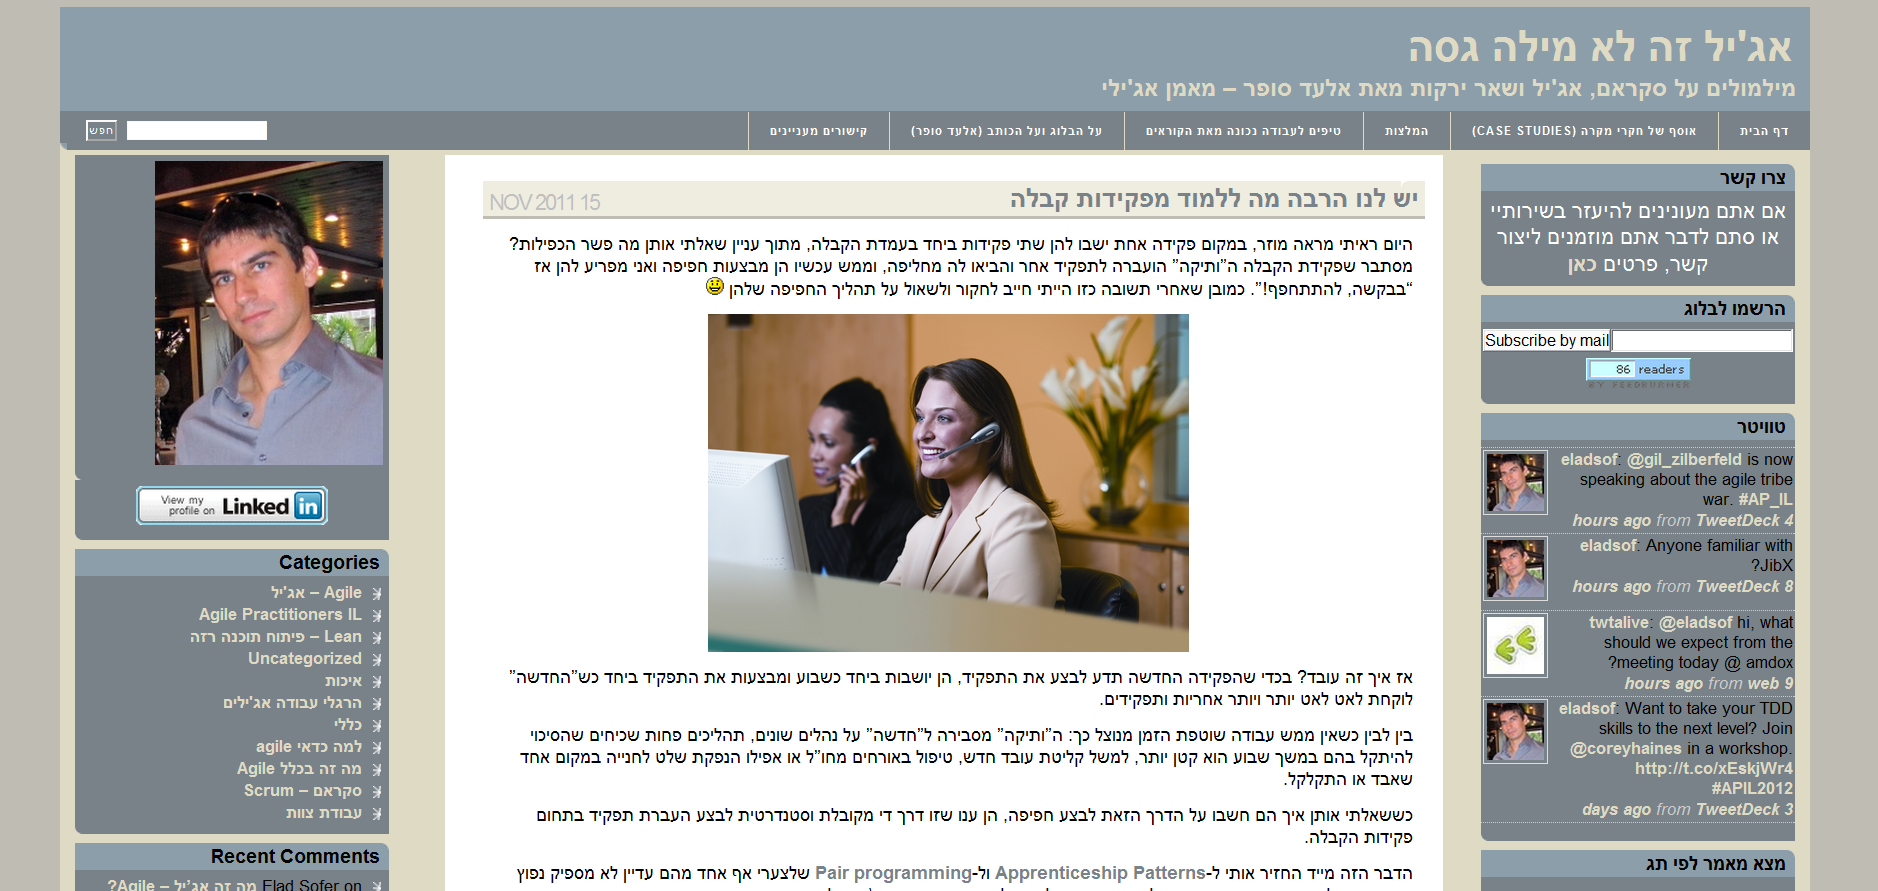 אג'יל זה לא מילה גסה
מילמולים על סקראם, אג'יל ושאר ירקות מאת אלעד סופר – מאמן אג'ילי
דף הבית
אוסף של חקרי מקרה (CASE STUDIES)
המלצות
טיפים לעבודה נכונה מאת הקוראים
על הבלוג ועל הכותב (אלעד סופר)
קישורים מעניינים
חפש
צרו קשר
אם אתם מעונינים להיעזר בשירותיי
או סתם לדבר אתם מוזמנים ליצור
קשר, פרטים כאן
הרשמו לבלוג
Subscribe by mail
86 readers
BY FEEDBURNER
טוויטר
eladsof: @gil_zilberfeld is now
speaking about the agile tribe
war. #AP_IL
hours ago from TweetDeck 4
eladsof: Anyone familiar with
?JibX
hours ago from TweetDeck 8
twtalive: @eladsof hi, what
should we expect from the
?meeting today @ amdox
hours ago from web 9
eladsof: Want to take your TDD
skills to the next level? Join
@coreyhaines in a workshop.
http://t.co/xEskjWr4
#APIL2012
days ago from TweetDeck 3
מצא מאמר לפי תג
יש לנו הרבה מה ללמוד מפקידות קבלה
NOV 2011 15
היום ראיתי מראה מוזר, במקום פקידה אחת ישבו להן שתי פקידות ביחד בעמדת הקבלה, מתוך עניין שאלתי אותן מה פשר הכפילות?
מסתבר שפקידת הקבלה ה"ותיקה" הועברה לתפקיד אחר והביאו לה מחליפה, וממש עכשיו הן מבצעות חפיפה ואני מפריע להן אז
"בבקשה, להתתחפף!". כמובן שאחרי תשובה כזו הייתי חייב לחקור ולשאול על תהליך החפיפה שלהן
אז איך זה עובד? בכדי שהפקידה החדשה תדע לבצע את התפקיד, הן יושבות ביחד כשבוע ומבצעות את התפקיד ביחד כש"החדשה"
לוקחת לאט לאט יותר ויותר אחריות ותפקידים.
בין לבין כשאין ממש עבודה שוטפת הזמן מנוצל כך: ה"ותיקה" מסבירה ל"חדשה" על נהלים שונים, תהליכים פחות שכיחים שהסיכוי
להיתקל בהם במשך שבוע הוא קטן יותר, למשל קליטת עובד חדש, טיפול באורחים מחו"ל או אפילו הנפקת שלט לחנייה במקום אחד
שאבד או התקלקל.
כששאלתי אותן איך הם חשבו על הדרך הזאת לבצע חפיפה, הן ענו שזו דרך די מקובלת וסטנדרטית לבצע העברת תפקיד בתחום
פקידות הקבלה.
הדבר הזה מייד החזיר אותי ל-Apprenticeship Patterns ול-Pair programming שלצערי אף אחד מהם עדיין לא מספיק נפוץ
View my
profile on
Linked in
Categories
Agile – אג'יל
Agile Practitioners IL
Lean – פיתוח תוכנה רזה
Uncategorized
איכות
הרגלי עבודה אג'ילים
כללי
למה כדאי agile
מה זה בכלל Agile
סקראם – Scrum
עבודת צוות
Recent Comments
Elad Sofer on מה זה אג'יל – Agile?